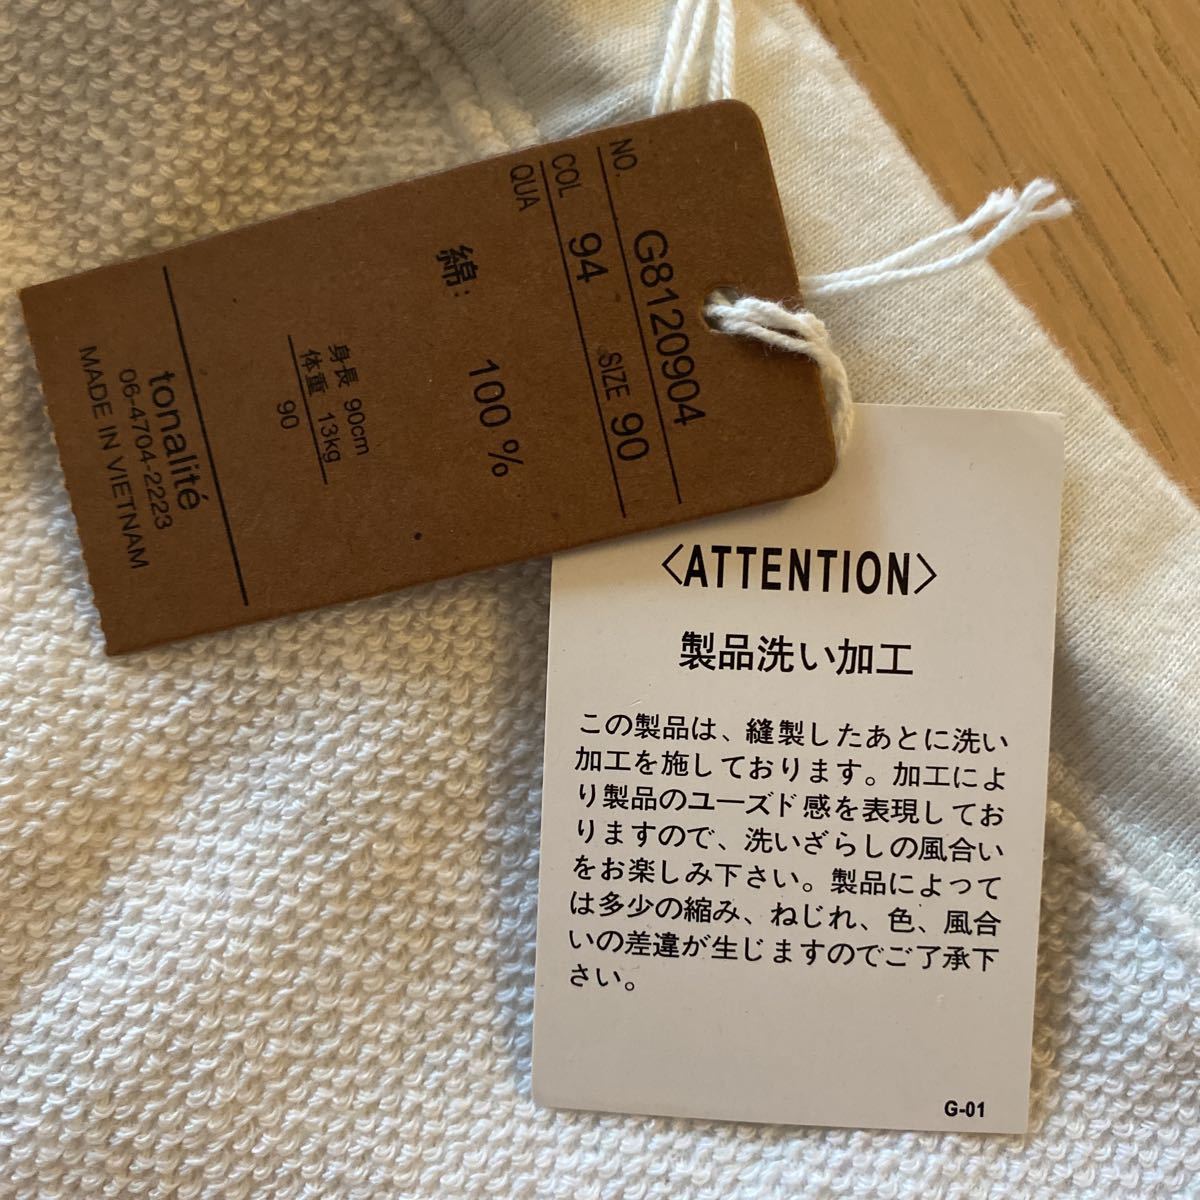 NO. G8120904
COL 94 SIZE 90
QUA
綿: 100 %
身長 90cm
体重 13kg
90
tonalité
06-4704-2223
MADE IN VIETNAM
〈ATTENTION〉
製品洗い加工
この製品は、縫製したあとに洗い
加工を施しております。加工によ
り製品のユーズド感を表現してお
りますので、洗いざらしの風合い
をお楽しみ下さい。製品によって
は多少の縮み、ねじれ、色、風合
いの差違が生じますのでご了承下
さい。
G-01